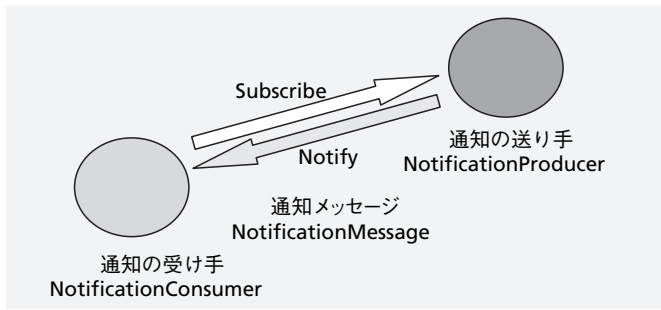 Subscribe
通知の送り手
NotificationProducer
Notify
通知メッセージ
NotificationMessage
通知の受け手
NotificationConsumer